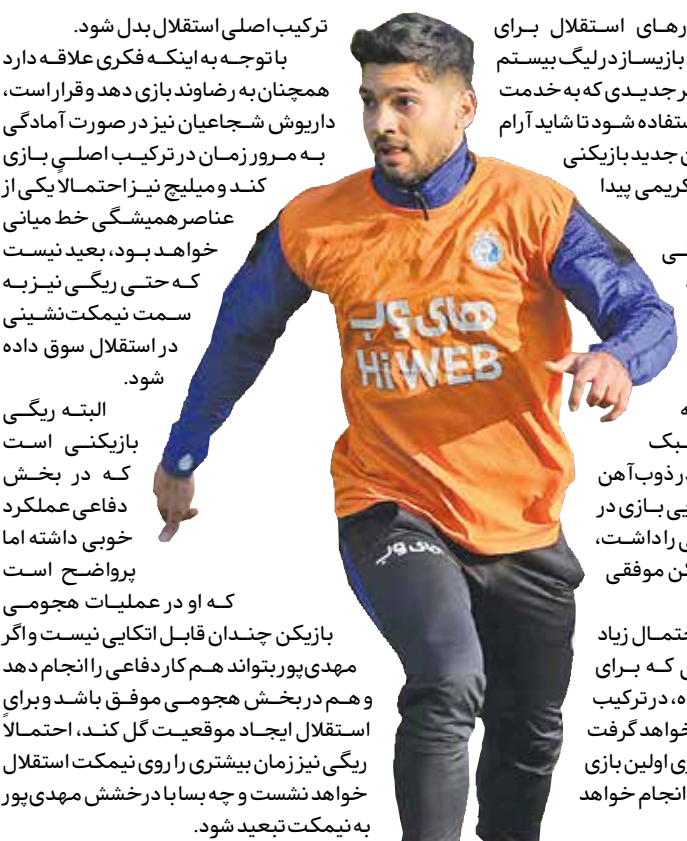 رهای استقلال برای
بازیساز در لیگ بیستم
ر جدیدی که به خدمت
ستفاده شود تا شاید آرام
ن جدید بازیکنی
کریمی پیدا
ـی
ه
ـبک
در ذوب‌آهن
یی بازی در
ی را داشت،
کن موفقی
حتمال زیاد
ی که برای
ه، در ترکیب
خواهد گرفت
ی اولین بازی
انجام خواهد
های وب
HiWEB
های وب
ترکیب اصلی استقلال بدل شود.
با توجه به اینکه فکری علاقه دارد
همچنان به رضاوند بازی دهد و قرار است،
داریوش شجاعیان نیز در صورت آمادگی
به مرور زمان در ترکیب اصلی بازی
کند و میلیچ نیز احتمالا یکی از
عناصر همیشگی خط میانی
خواهد بود، بعید نیست
که حتی ریگی نیز به
سمت نیمکت‌نشینی
در استقلال سوق داده
شود.
البته ریگی
بازیکنی است
که در بخش
دفاعی عملکرد
خوبی داشته اما
پرواضح است
که او در عملیات هجومی
بازیکن چندان قابل اتکایی نیست و اگر
مهدی‌پور بتواند هم کار دفاعی را انجام دهد
و هم در بخش هجومی موفق باشد و برای
استقلال ایجاد موقعیت گل کند، احتمالا
ریگی نیز زمان بیشتری را روی نیمکت استقلال
خواهد نشست و چه بسا با درخشش مهدی‌پور
به نیمکت تبعید شود.